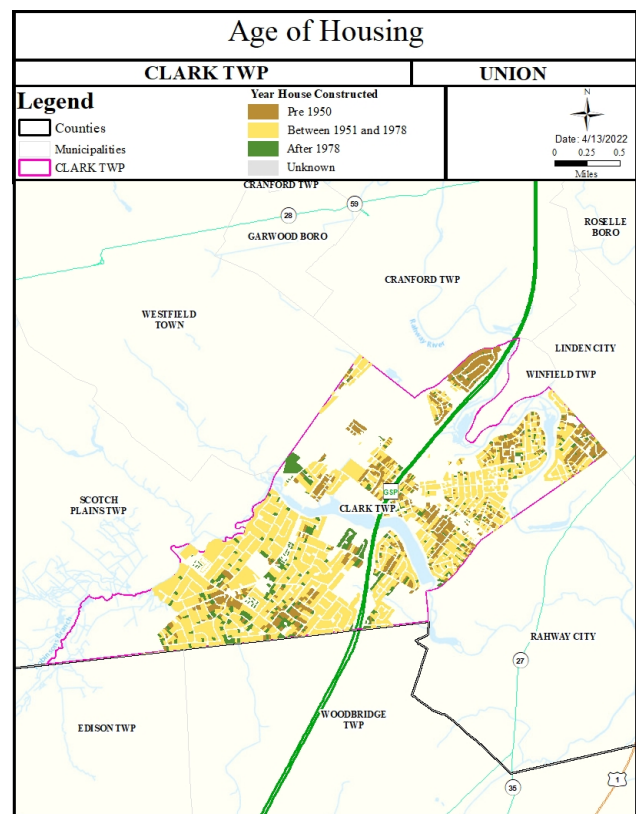 Age of Housing
CLARK TWP
UNION
Legend
Counties
Municipalities
CLARK TWP
Year House Constructed
Pre 1950
Between 1951 and 1978
After 1978
Unknown
N
Date: 4/13/2022
0 0.25 0.5
Miles
CRANFORD TWP
59
28
GARWOOD BORO
ROSELLE
BORO
CRANFORD TWP
WESTFIELD
TOWN
Rahway River
LINDEN CITY
WINFIELD TWP
SCOTCH
PLAINS TWP
GSP
CLARK TWP
RAHWAY CITY
27
EDISON TWP
WOODBRIDGE
TWP
1
35